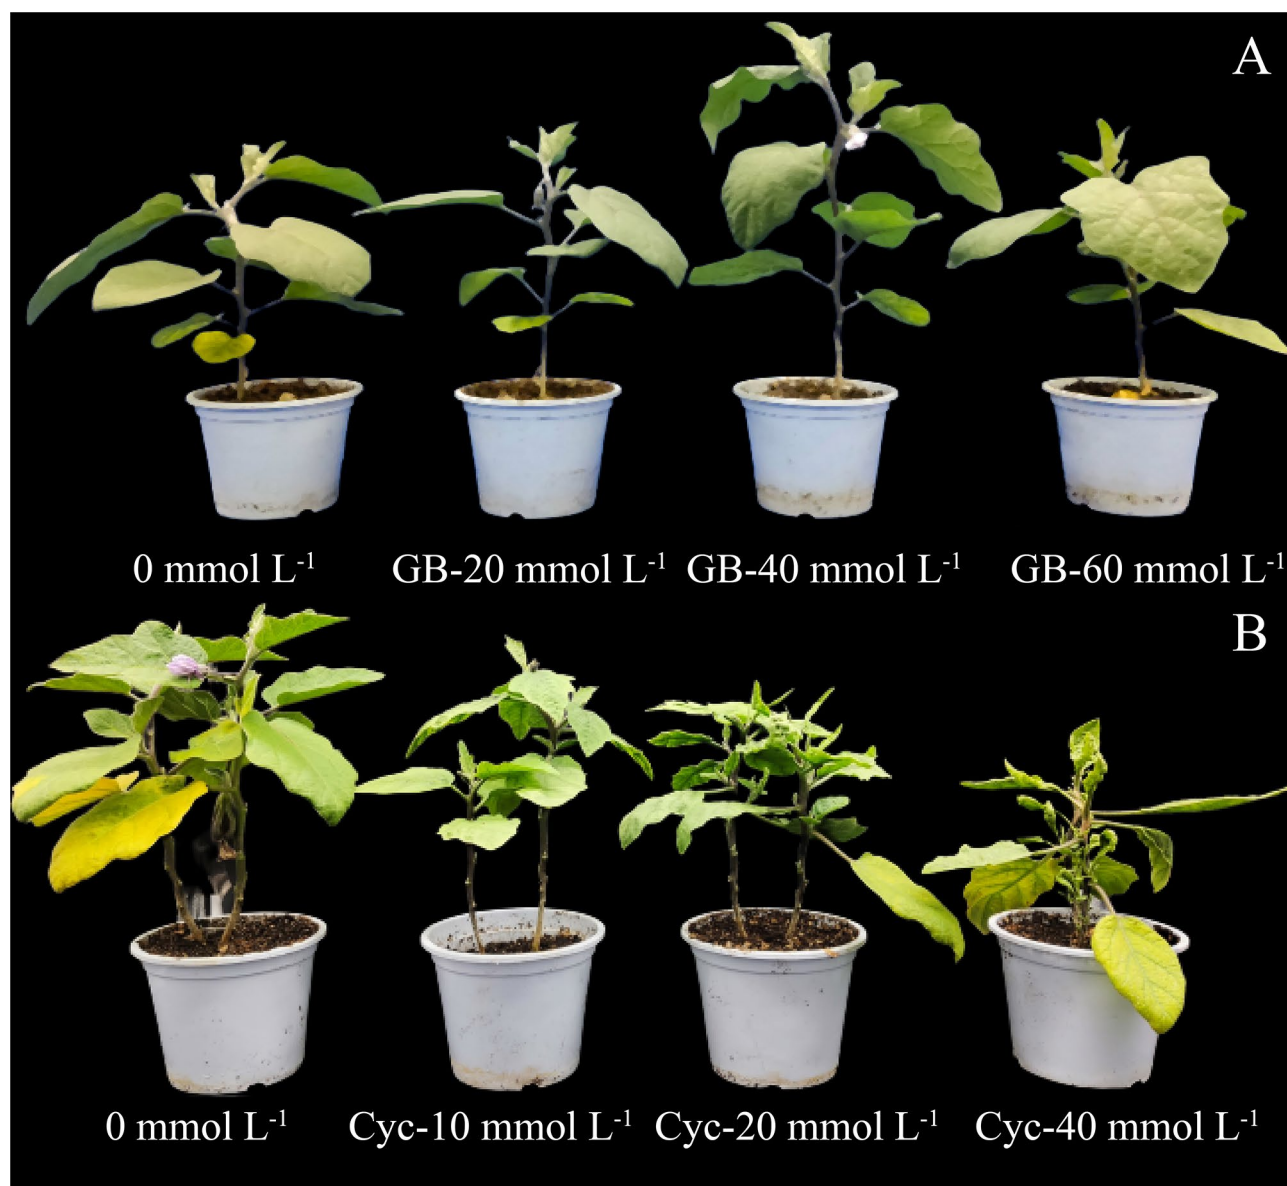 A
0 mmol L⁻¹ GB-20 mmol L⁻¹ GB-40 mmol L⁻¹ GB-60 mmol L⁻¹
B
0 mmol L⁻¹ Cyc-10 mmol L⁻¹ Cyc-20 mmol L⁻¹ Cyc-40 mmol L⁻¹